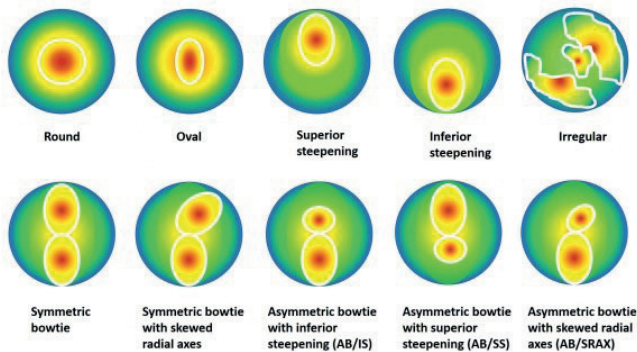 Round
Oval
Superior
steepening
Inferior
steepening
Irregular
Symmetric
bowtie
Symmetric bowtie
with skewed
radial axes
Asymmetric bowtie
with inferior
steepening (AB/IS)
Asymmetric bowtie
with superior
steepening (AB/SS)
Asymmetric bowtie
with skewed radial
axes (AB/SRAX)